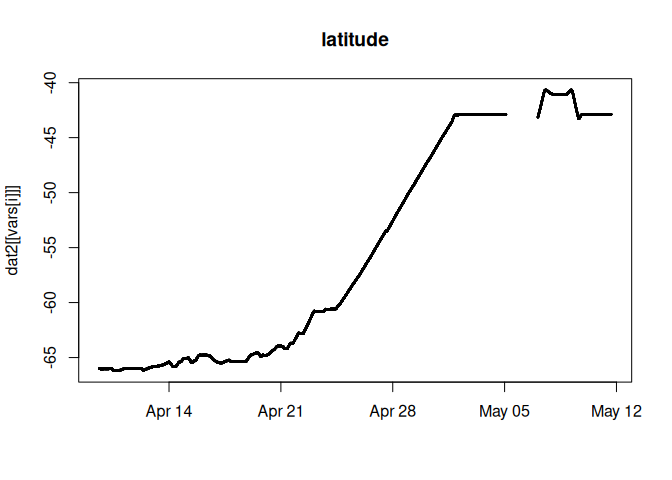 latitude
-40
-45
-50
-55
-60
-65
dat2[[vars[i]]]
Apr 14
Apr 21
Apr 28
May 05
May 12